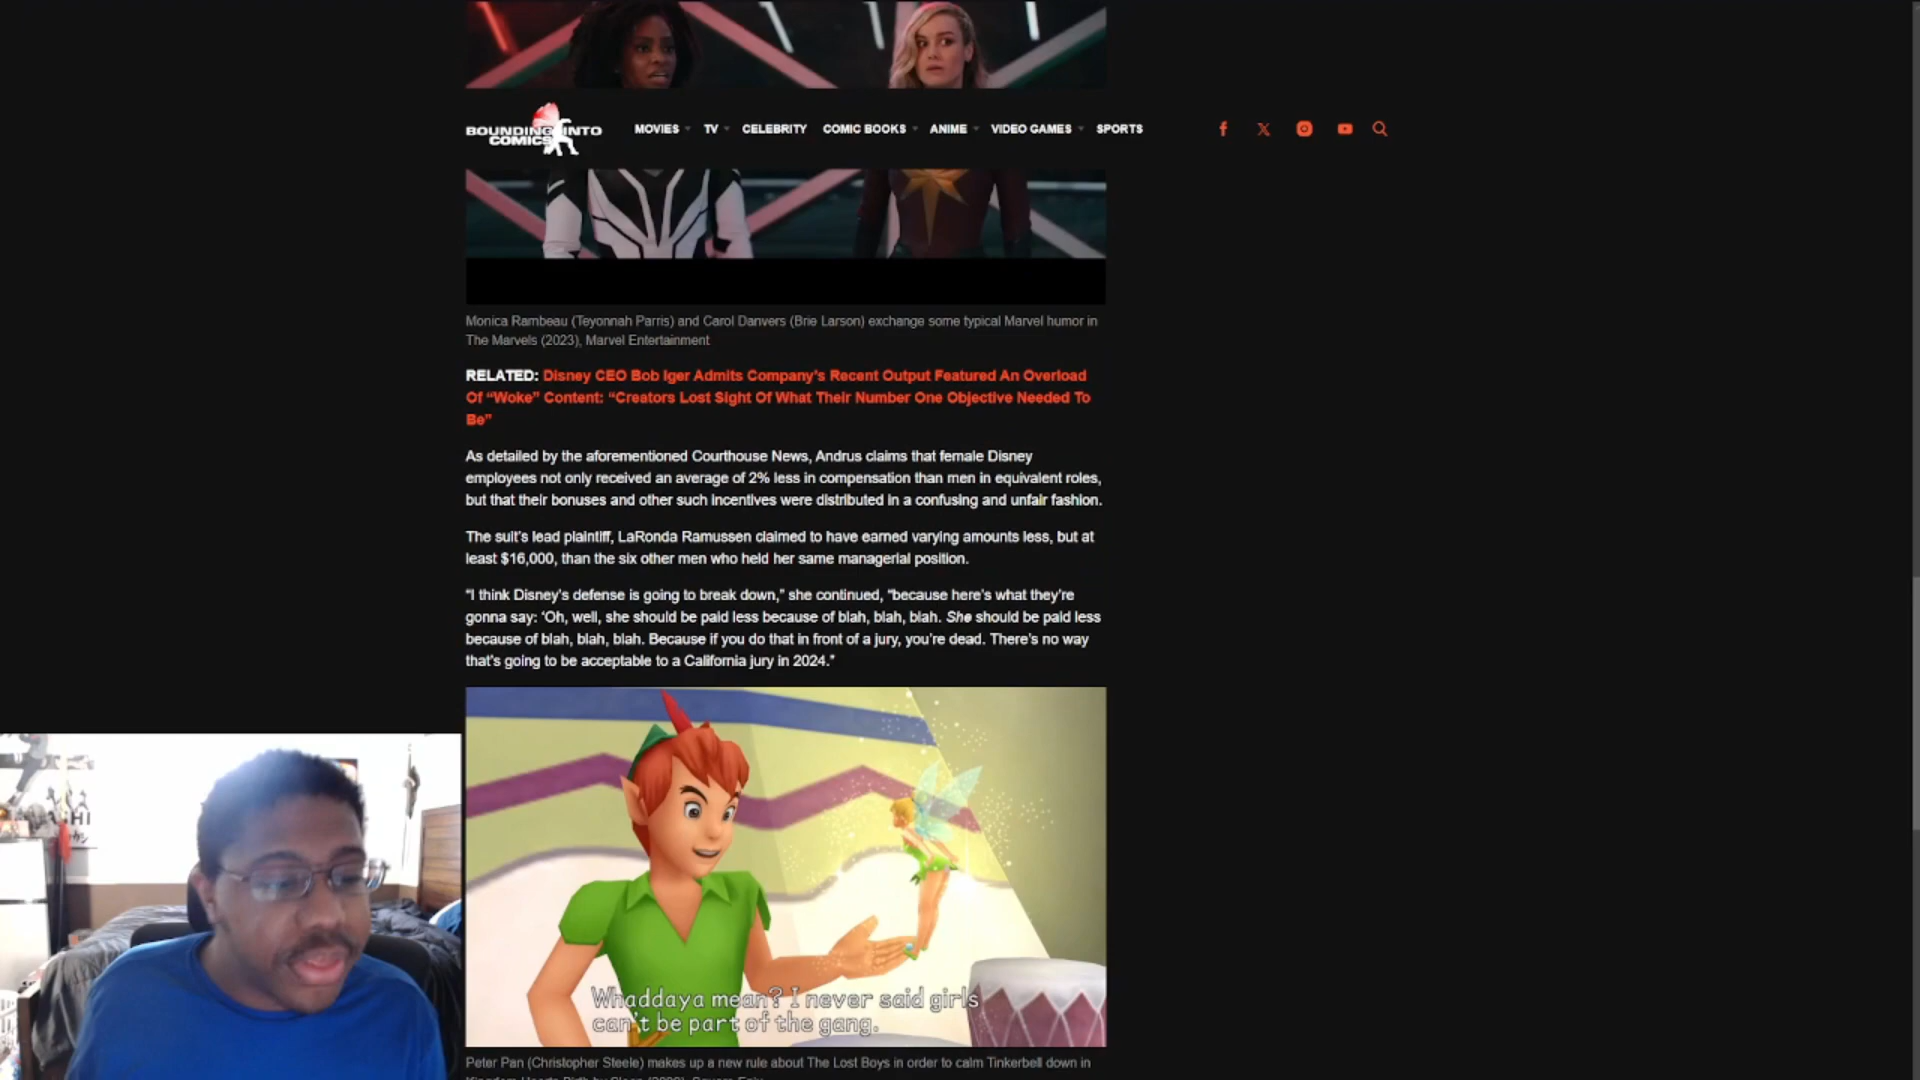 BOUNDING INTO
COMICS
MOVIES TV CELEBRITY COMIC BOOKS ANIME VIDEO GAMES SPORTS
Monica Rambeau (Teyonnah Parris) and Carol Danvers (Brie Larson) exchange some typical Marvel humor in
The Marvels (2023), Marvel Entertainment
RELATED: Disney CEO Bob Iger Admits Company's Recent Output Featured An Overload
Of “Woke” Content: “Creators Lost Sight Of What Their Number One Objective Needed To
Be”
As detailed by the aforementioned Courthouse News, Andrus claims that female Disney
employees not only received an average of 2% less in compensation than men in equivalent roles,
but that their bonuses and other such incentives were distributed in a confusing and unfair fashion.
The suit's lead plaintiff, LaRonda Ramussen claimed to have earned varying amounts less, but at
least $16,000, than the six other men who held her same managerial position.
“I think Disney's defense is going to break down,” she continued, “because here's what they're
gonna say: ‘Oh, well, she should be paid less because of blah, blah, blah. She should be paid less
because of blah, blah, blah. Because if you do that in front of a jury, you're dead. There's no way
that's going to be acceptable to a California jury in 2024.”
Whaddaya mean? I never said girls
can't be part of the gang.
Peter Pan (Christopher Steele) makes up a new rule about The Lost Boys in order to calm Tinkerbell down in